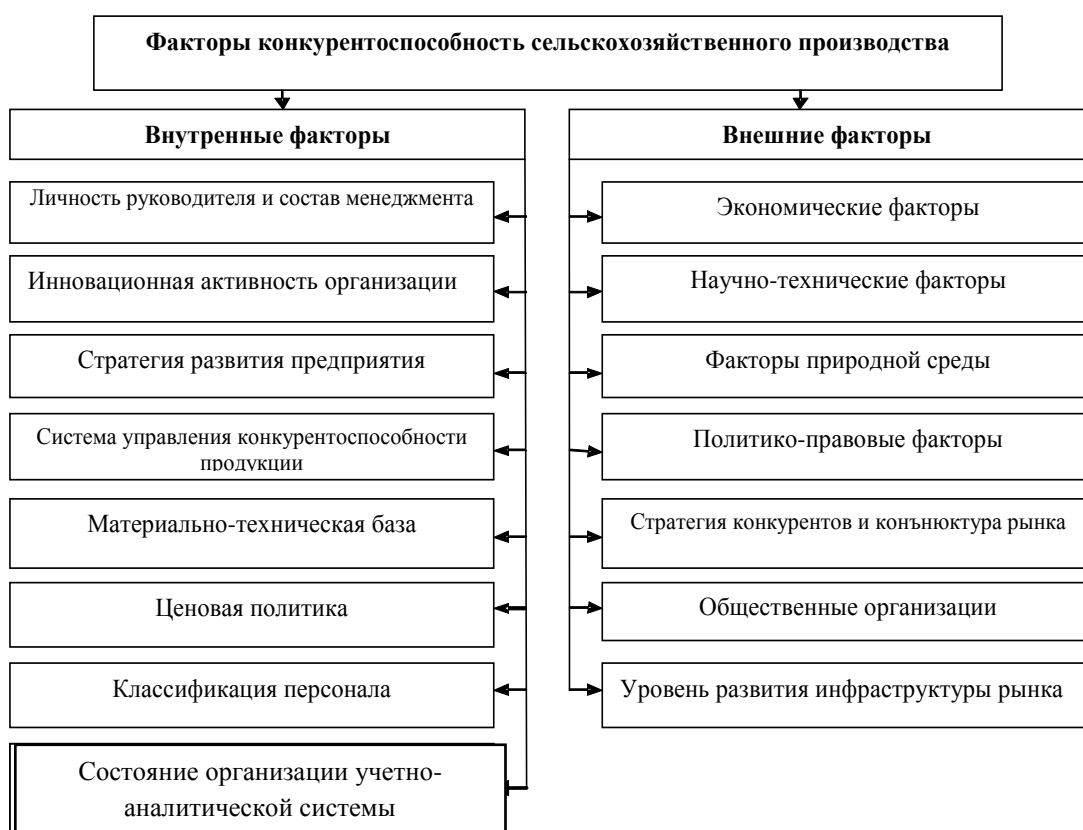 Факторы конкурентоспособность сельскохозяйственного производства
Внутренные факторы
Личность руководителя и состав менеджмента
Инновационная активность организации
Стратегия развития предприятия
Система управления конкурентоспособности
продукции
Материально-техническая база
Ценовая политика
Классификация персонала
Состояние организации учетно-
аналитической системы
Внешние факторы
Экономические факторы
Научно-технические факторы
Факторы природной среды
Политико-правовые факторы
Стратегия конкурентов и конънюктура рынка
Общественные организации
Уровень развития инфраструктуры рынка